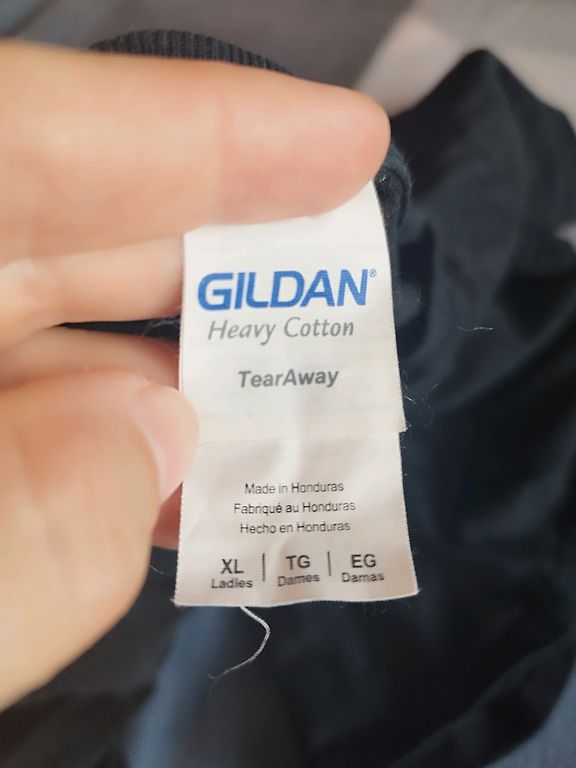 GILDAN®
Heavy Cotton
TearAway
Made in Honduras
Fabriqué au Honduras
Hecho en Honduras
XL | TG | EG
Ladies | Dames | Damas